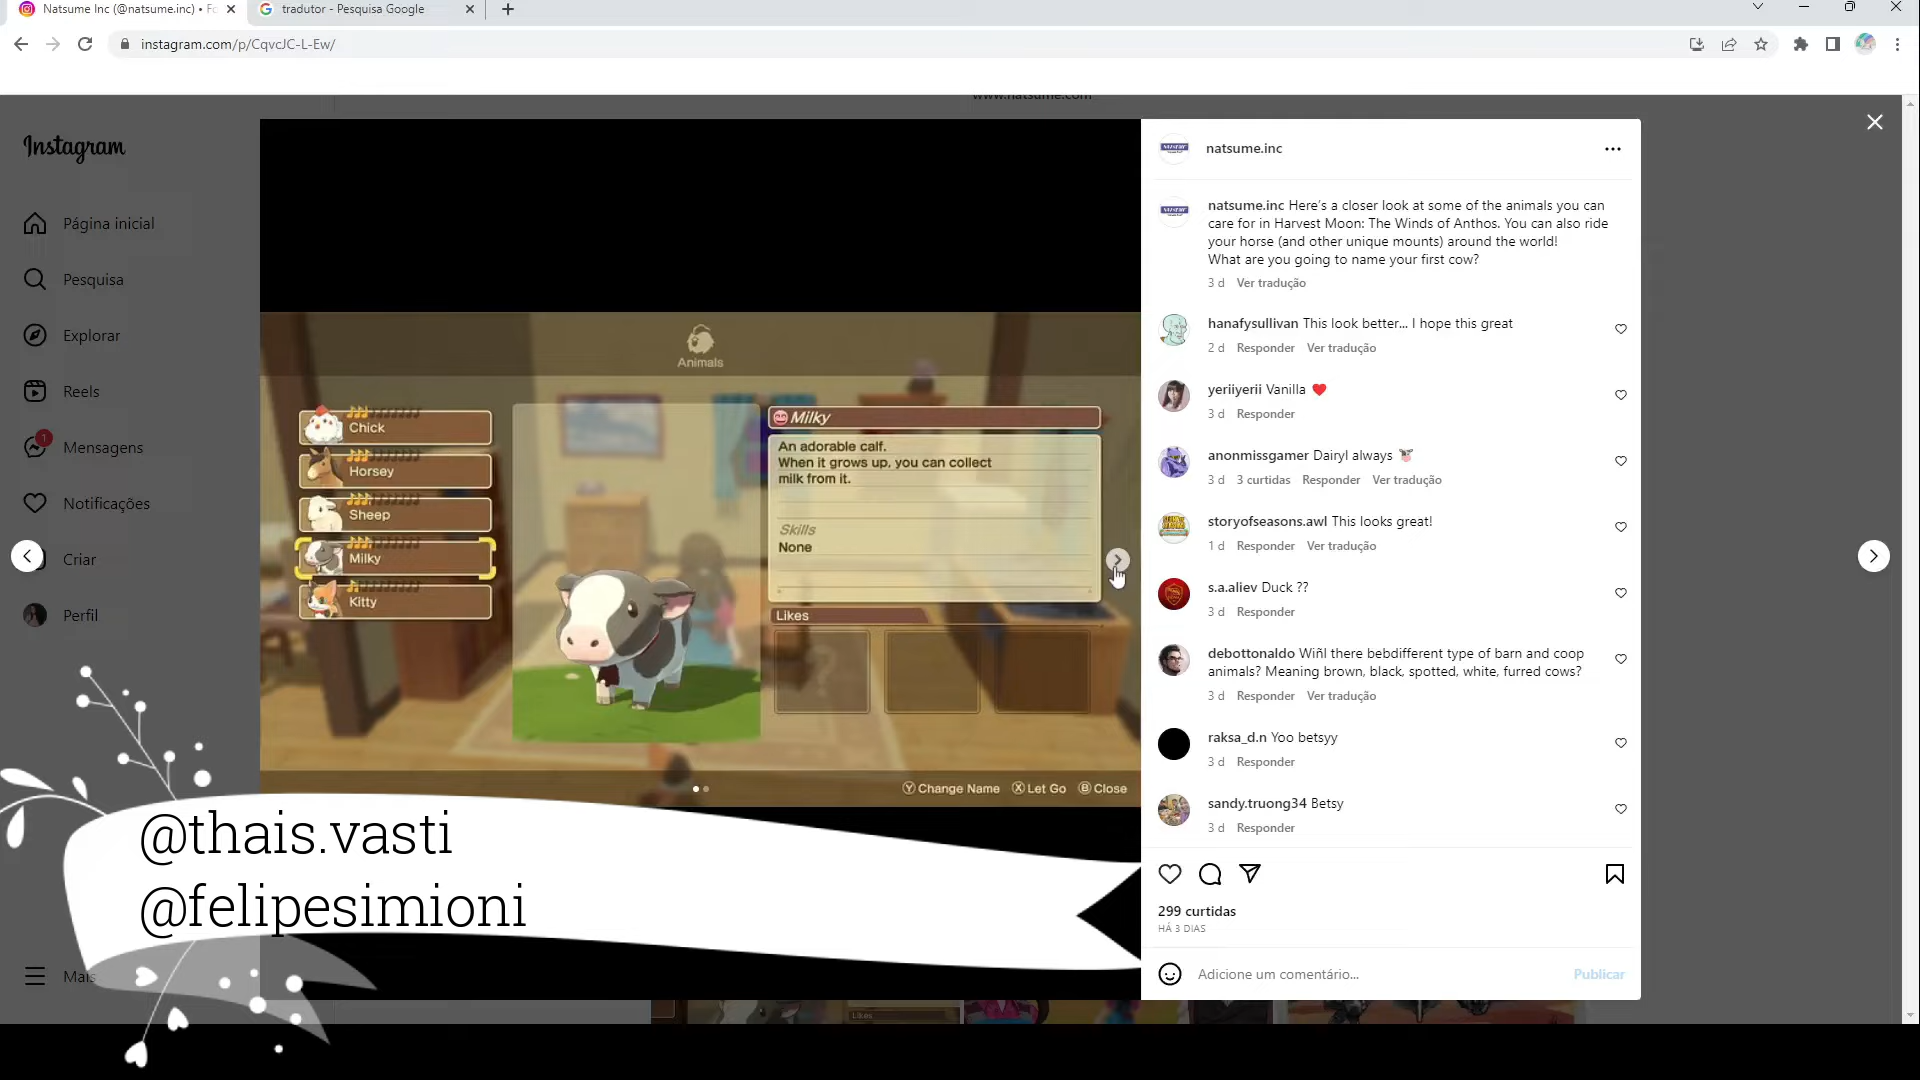 Natsume Inc (@natsume.inc) • Fo
tradutor - Pesquisa Google
instagram.com/p/CqvcJC-L-Ew/
www.natsume.com
Instagram
Página inicial
Pesquisa
Explorar
Reels
1
Mensagens
Notificações
Criar
Perfil
Mais
Animals
Chick
Horsey
Sheep
Milky
Kitty
Milky
An adorable calf.
When it grows up, you can collect
milk from it.
Skills
None
Likes
Ⓨ Change Name Ⓧ Let Go Ⓑ Close
@thais.vasti
@felipesimioni
natsume.inc
natsume.inc Here's a closer look at some of the animals you can
care for in Harvest Moon: The Winds of Anthos. You can also ride
your horse (and other unique mounts) around the world!
What are you going to name your first cow?
3 d Ver tradução
hanafysullivan This look better... I hope this great
2 d Responder Ver tradução
yeriiyerii Vanilla ❤️
3 d Responder
anonmissgamer Dairyl always 🐮
3 d 3 curtidas Responder Ver tradução
storyofseasons.awl This looks great!
1 d Responder Ver tradução
s.a.aliev Duck ??
3 d Responder
debottonaldo Wiñl there bebdifferent type of barn and coop
animals? Meaning brown, black, spotted, white, furred cows?
3 d Responder Ver tradução
raksa_d.n Yoo betsyy
3 d Responder
sandy.truong34 Betsy
3 d Responder
299 curtidas
HÁ 3 DIAS
Adicione um comentário...
Publicar
Likes